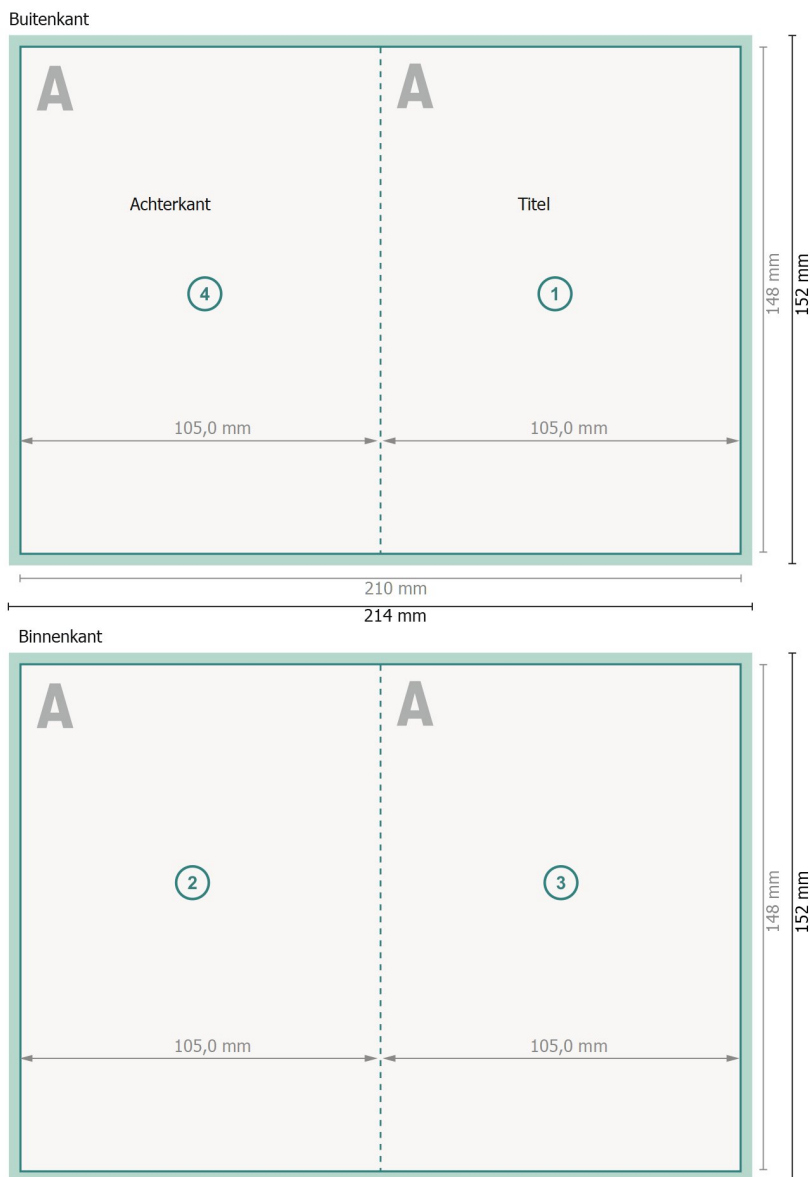 Buitenkant
A
A
Achterkant
Titel
4
1
148 mm
152 mm
105,0 mm
105,0 mm
210 mm
214 mm
Binnenkant
A
A
2
3
148 mm
152 mm
105,0 mm
105,0 mm